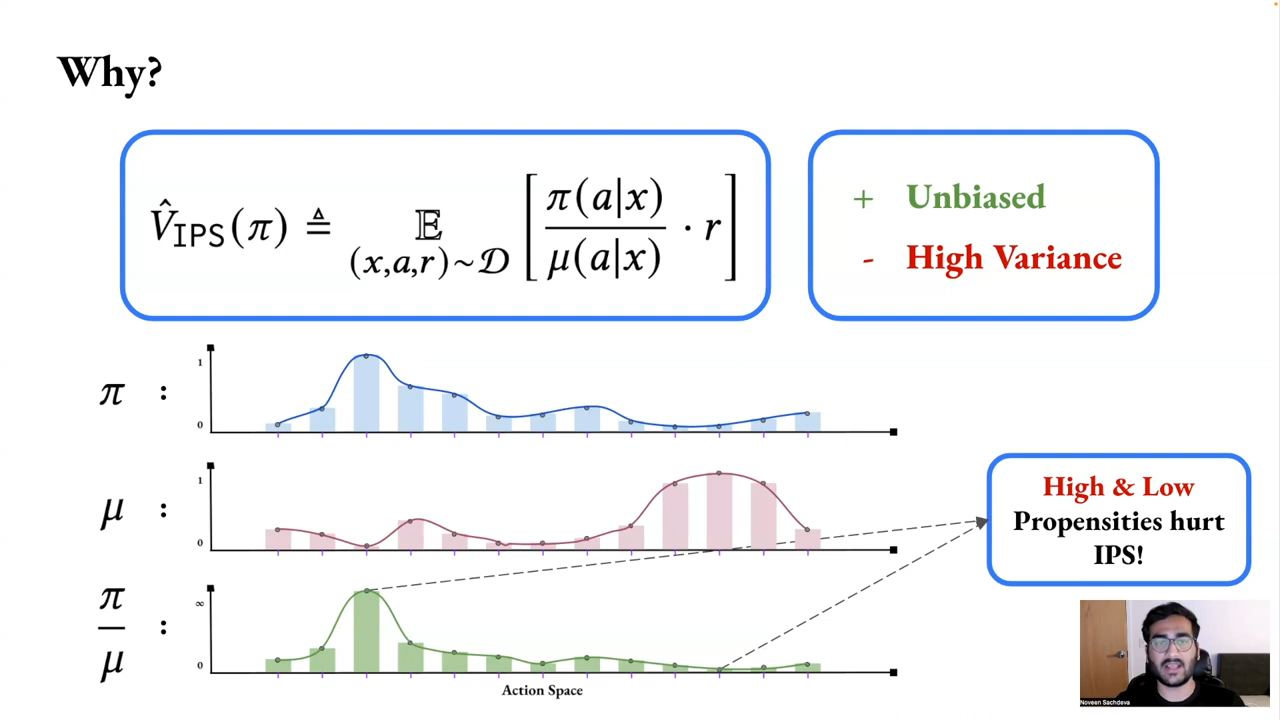 Why?
V̂_IPS(π) ≜ 𝔼_(x,a,r)∼𝒟 [ π(a|x) / μ(a|x) · r ]
+ Unbiased
- High Variance
π :
1
0
μ :
1
0
π/μ :
∞
0
Action Space
High & Low
Propensities hurt
IPS!
Noveen Sachdeva